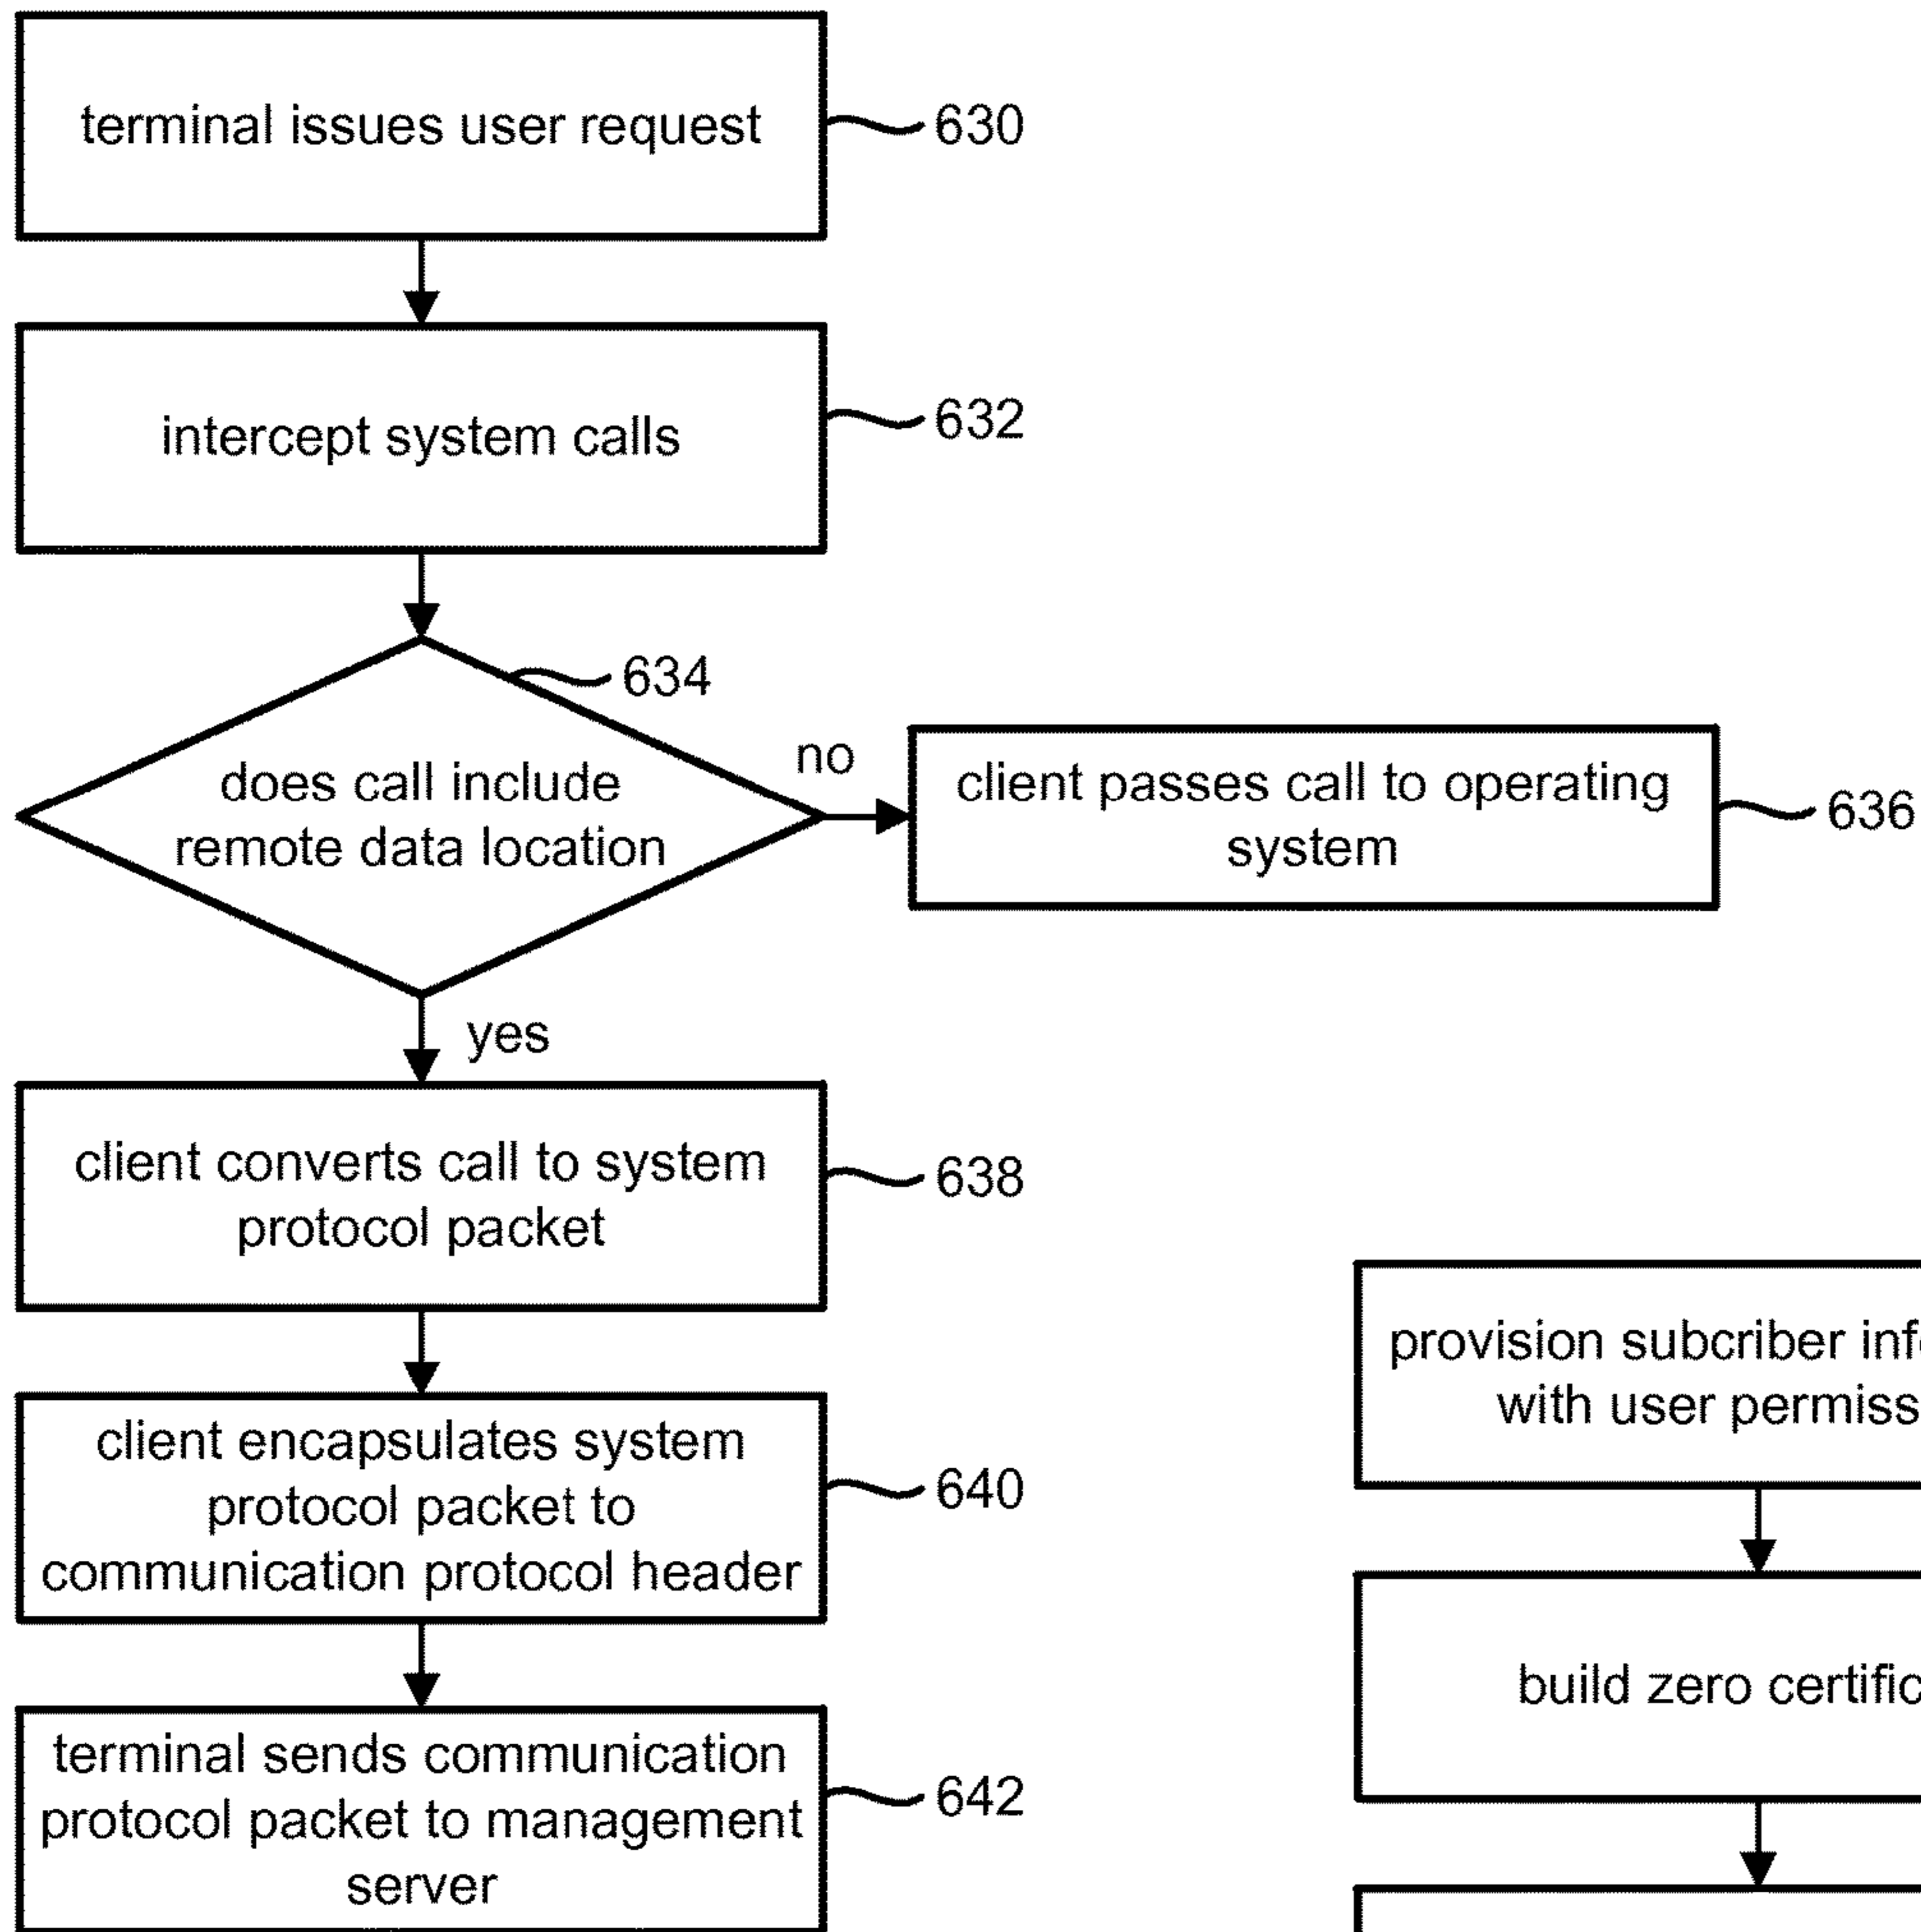 terminal issues user request
630
intercept system calls
632
634
does call include
remote data location
no
client passes call to operating
system
636
yes
client converts call to system
protocol packet
638
client encapsulates system
protocol packet to
communication protocol header
640
terminal sends communication
protocol packet to management
server
642
provision subcriber
with user
build zero